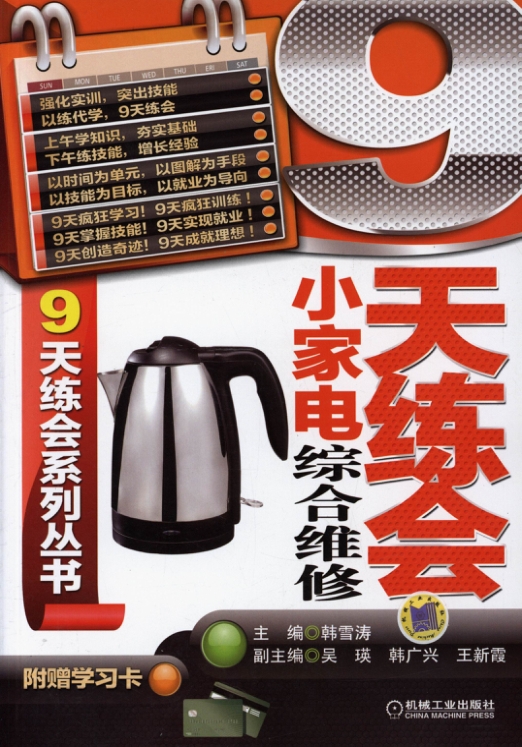 SUN MON TUE WED THU FRI SAT
强化实训，突出技能
以练代学，9天练会
上午学知识，夯实基础
下午练技能，增长经验
以时间为单元，以图解为手段
以技能为目标，以就业为导向
9天疯狂学习！9天疯狂训练！
9天掌握技能！9天实现就业！
9天创造奇迹！9天成就理想！
9
天练会
小家电
综合维修
9天练会系列丛书
主 编◎韩雪涛
副主编◎吴 瑛 韩广兴 王新霞
附赠学习卡
机械工业出版社
CHINA MACHINE PRESS